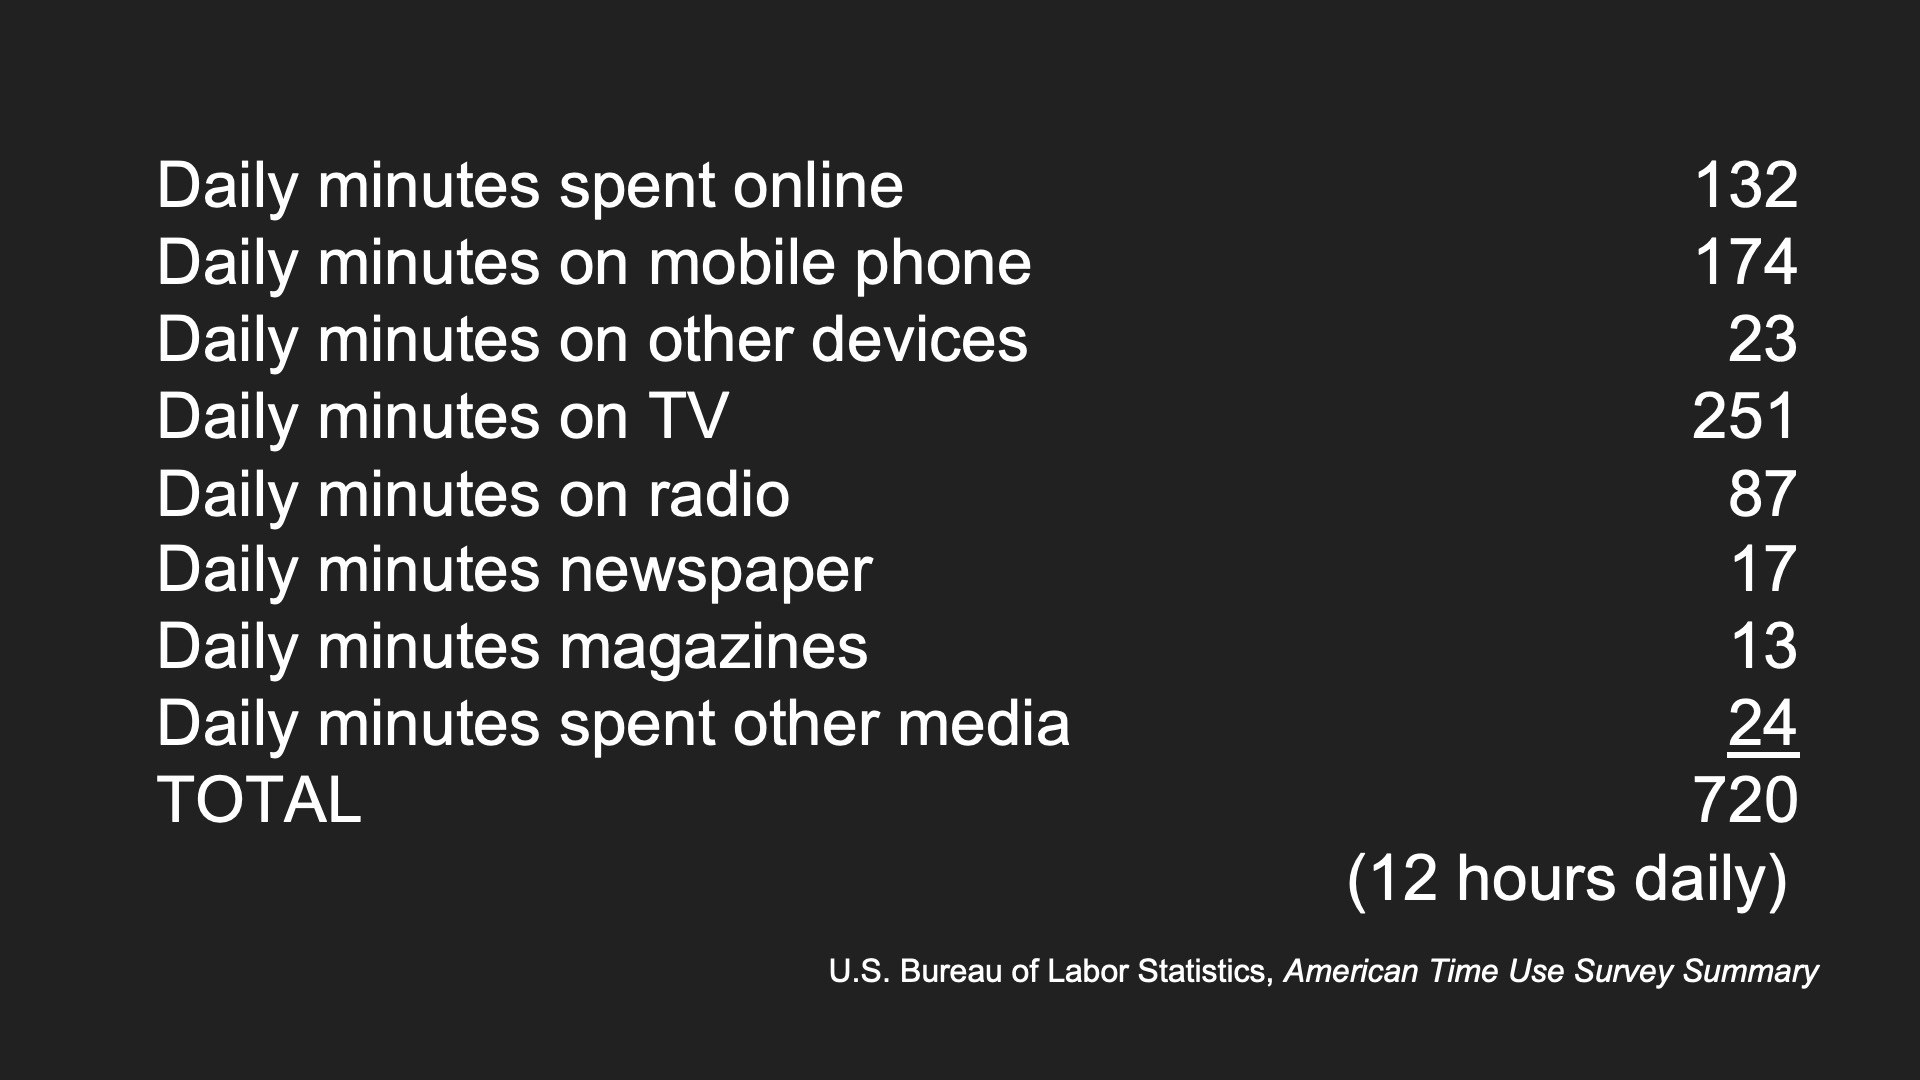 Daily minutes spent online 132
Daily minutes on mobile phone 174
Daily minutes on other devices 23
Daily minutes on TV 251
Daily minutes on radio 87
Daily minutes newspaper 17
Daily minutes magazines 13
Daily minutes spent other media 24
TOTAL 720
(12 hours daily)
U.S. Bureau of Labor Statistics, American Time Use Survey Summary